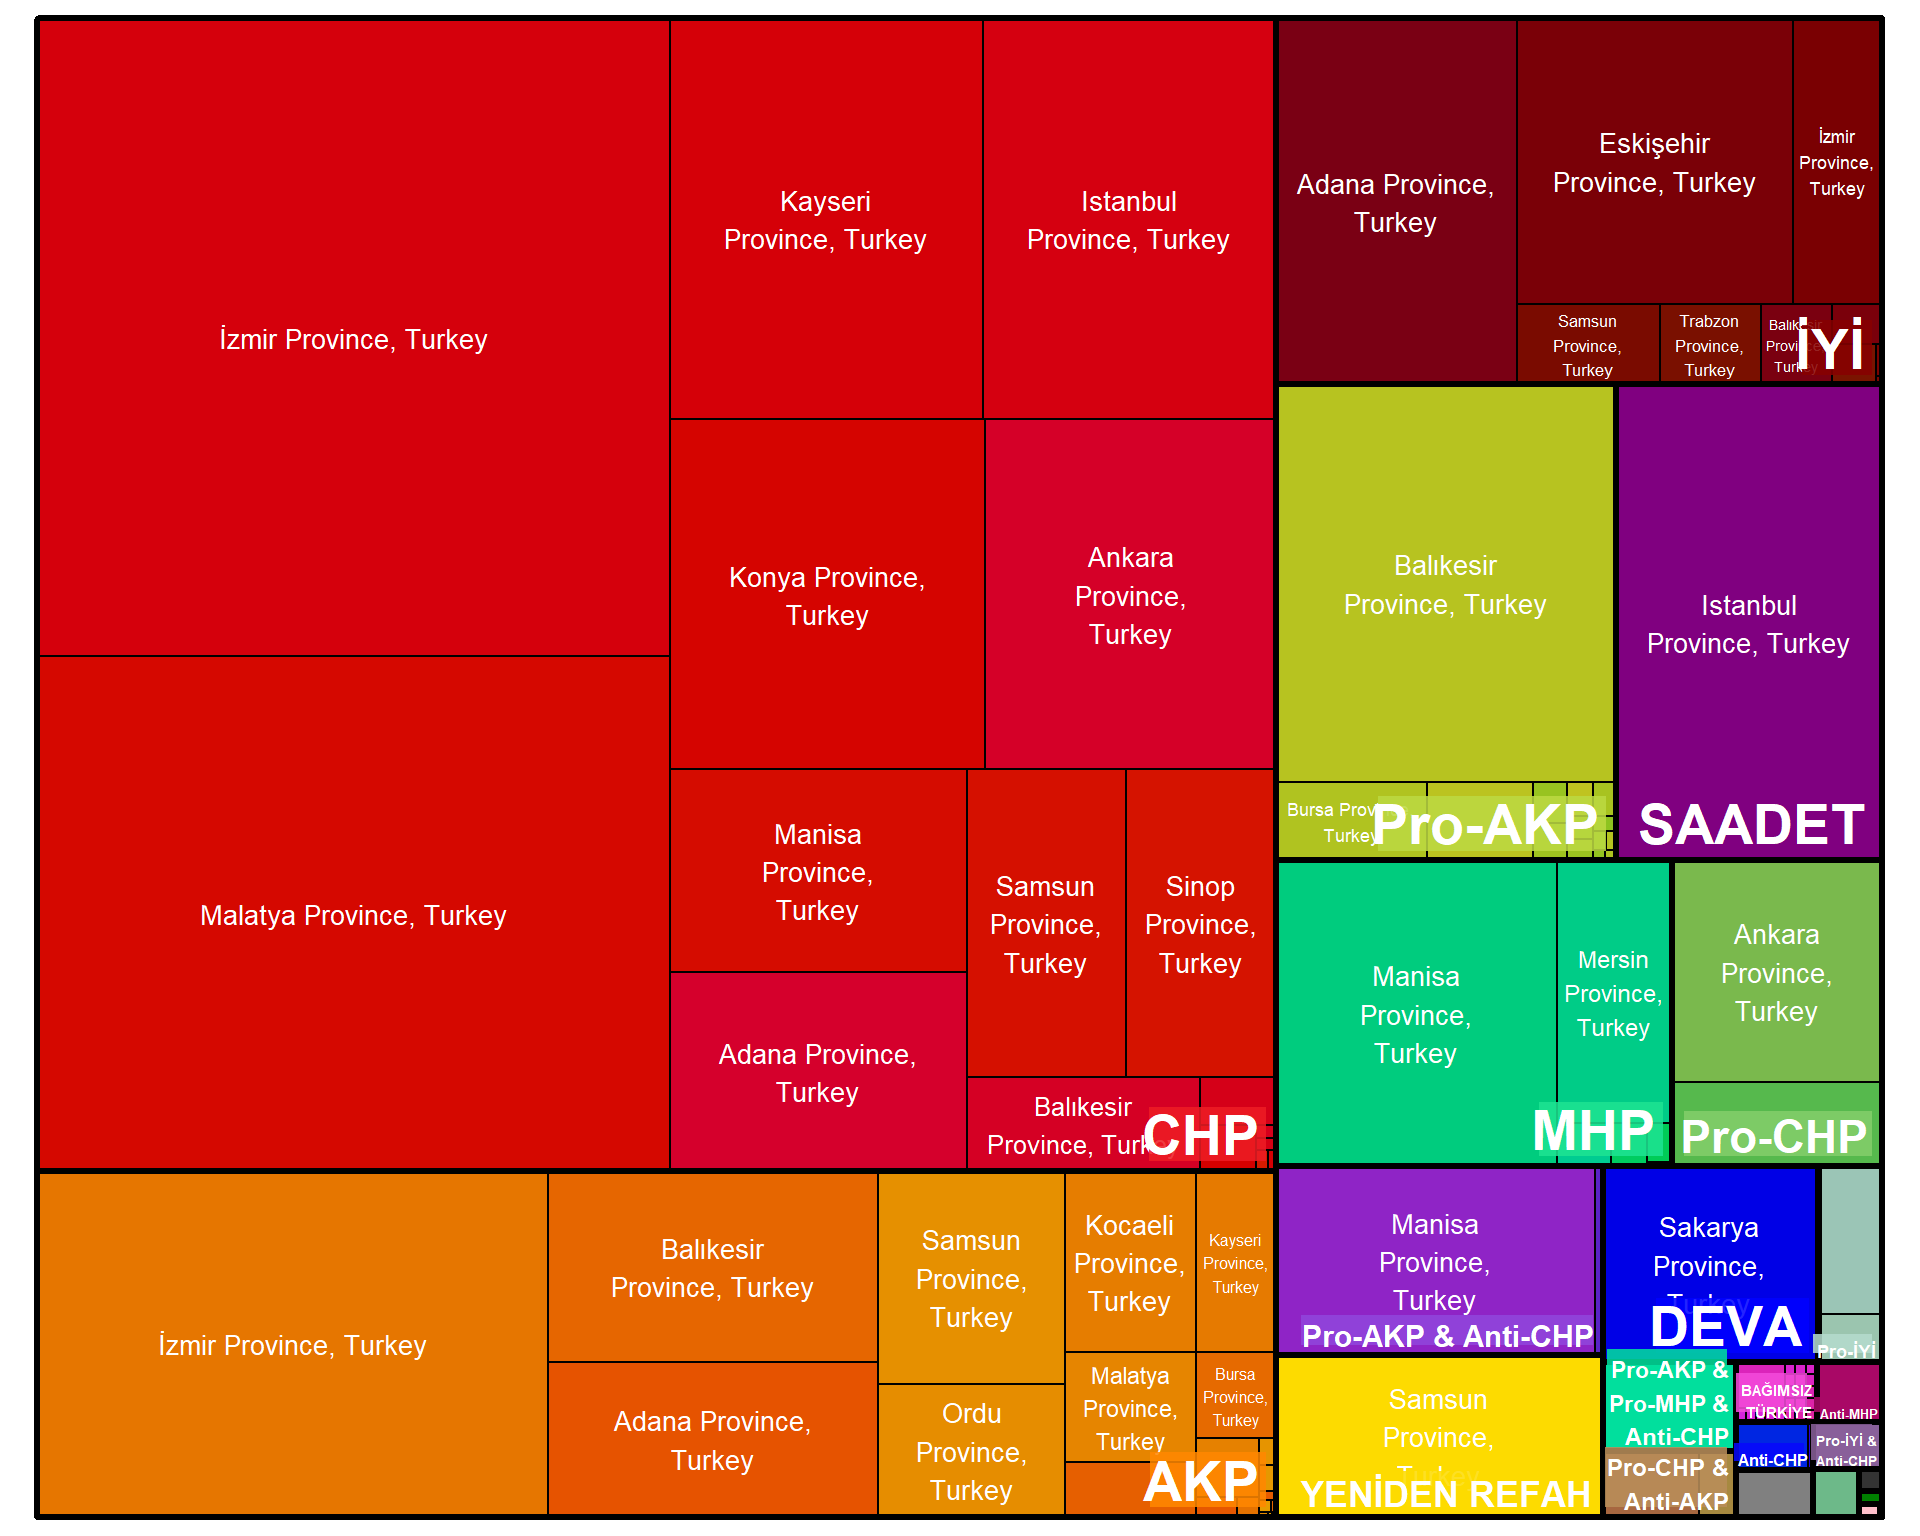 İzmir Province, Turkey
Malatya Province, Turkey
Kayseri
Province, Turkey
Istanbul
Province, Turkey
Konya Province,
Turkey
Ankara
Province,
Turkey
Manisa
Province,
Turkey
Adana Province,
Turkey
Samsun
Province,
Turkey
Sinop
Province,
Turkey
Balıkesir
Province, Turkey
CHP
İzmir Province, Turkey
Balıkesir
Province, Turkey
Adana Province,
Turkey
Samsun
Province,
Turkey
Ordu
Province,
Turkey
Kocaeli
Province,
Turkey
Malatya
Province,
Turkey
Kayseri
Province,
Turkey
Bursa
Province,
Turkey
AKP
Adana Province,
Turkey
Eskişehir
Province, Turkey
İzmir
Province,
Turkey
Samsun
Province,
Turkey
Trabzon
Province,
Turkey
Balıkesir
Province,
Turkey
İYİ
Balıkesir
Province, Turkey
Bursa Province,
Turkey
Pro-AKP
Istanbul
Province, Turkey
SAADET
Manisa
Province,
Turkey
Mersin
Province,
Turkey
MHP
Ankara
Province,
Turkey
Pro-CHP
Manisa
Province,
Turkey
Pro-AKP & Anti-CHP
Samsun
Province,
Turkey
YENİDEN REFAH
Sakarya
Province,
Turkey
DEVA
Pro-İYİ
Pro-AKP &
Pro-MHP &
Anti-CHP
Pro-CHP &
Anti-AKP
BAĞIMSIZ
TÜRKİYE
Anti-MHP
Anti-CHP
Pro-İYİ &
Anti-CHP